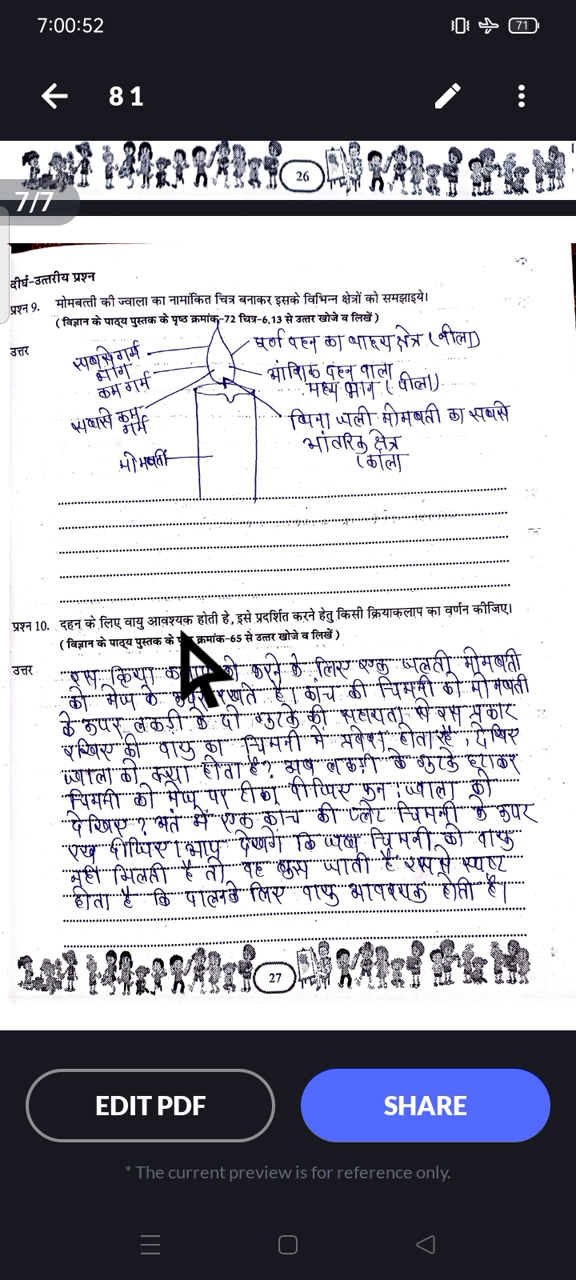 7:00:52
71
81
26
7/7
दीर्घ-उत्तरीय प्रश्न
प्रश्न 9. मोमबत्ती की ज्वाला का नामांकित चित्र बनाकर इसके विभिन्न क्षेत्रों को समझाइये।
( विज्ञान के पाठ्य पुस्तक के पृष्ठ क्रमांक-72 चित्र-6.13 से उत्तर खोजे व लिखें )
उत्तर
सबसे गर्म
भाग
कम गर्म
सबसे कम
गर्म
मोमबत्ती
पूर्ण दहन का बाह्य क्षेत्र (नीला)
आंशिक दहन वाला
मध्य भाग (पीला)
बिना जली मोमबती का सबसे
आंतरिक क्षेत्र
(काला
प्रश्न 10. दहन के लिए वायु आवश्यक होती है, इसे प्रदर्शित करने हेतु किसी क्रियाकलाप का वर्णन कीजिए।
( विज्ञान के पाठ्य पुस्तक के क्रमांक-65 से उत्तर खोजे व लिखें )
उत्तर
इस क्रिया को करने के लिए एक जलती मोमबती
को मेज के ऊपर रखते है। कांच की चिमनी को मोमबती
के ऊपर लकड़ी के दो गुटके की सहायता से इस प्रकार
रखिए की वायु का चिमनी में प्रवेश होता रहे, देखिए
ज्वाला को क्या होता है? अब लकड़ी के गुटके हटाकर
चिमनी को मेज पर टीका दीजिए पुन: ज्वाला को
देखिए? अंत में एक कांच की प्लेट चिमनी के ऊपर
रख दीजिए। आप देखेंगे कि जब चिमनी को वायु
नही मिलती है तो वह बुझ जाती है इससे स्पष्ट
होता है कि लिए वायु आवश्यक होती है।
27
EDIT PDF
SHARE
* The current preview is for reference only.